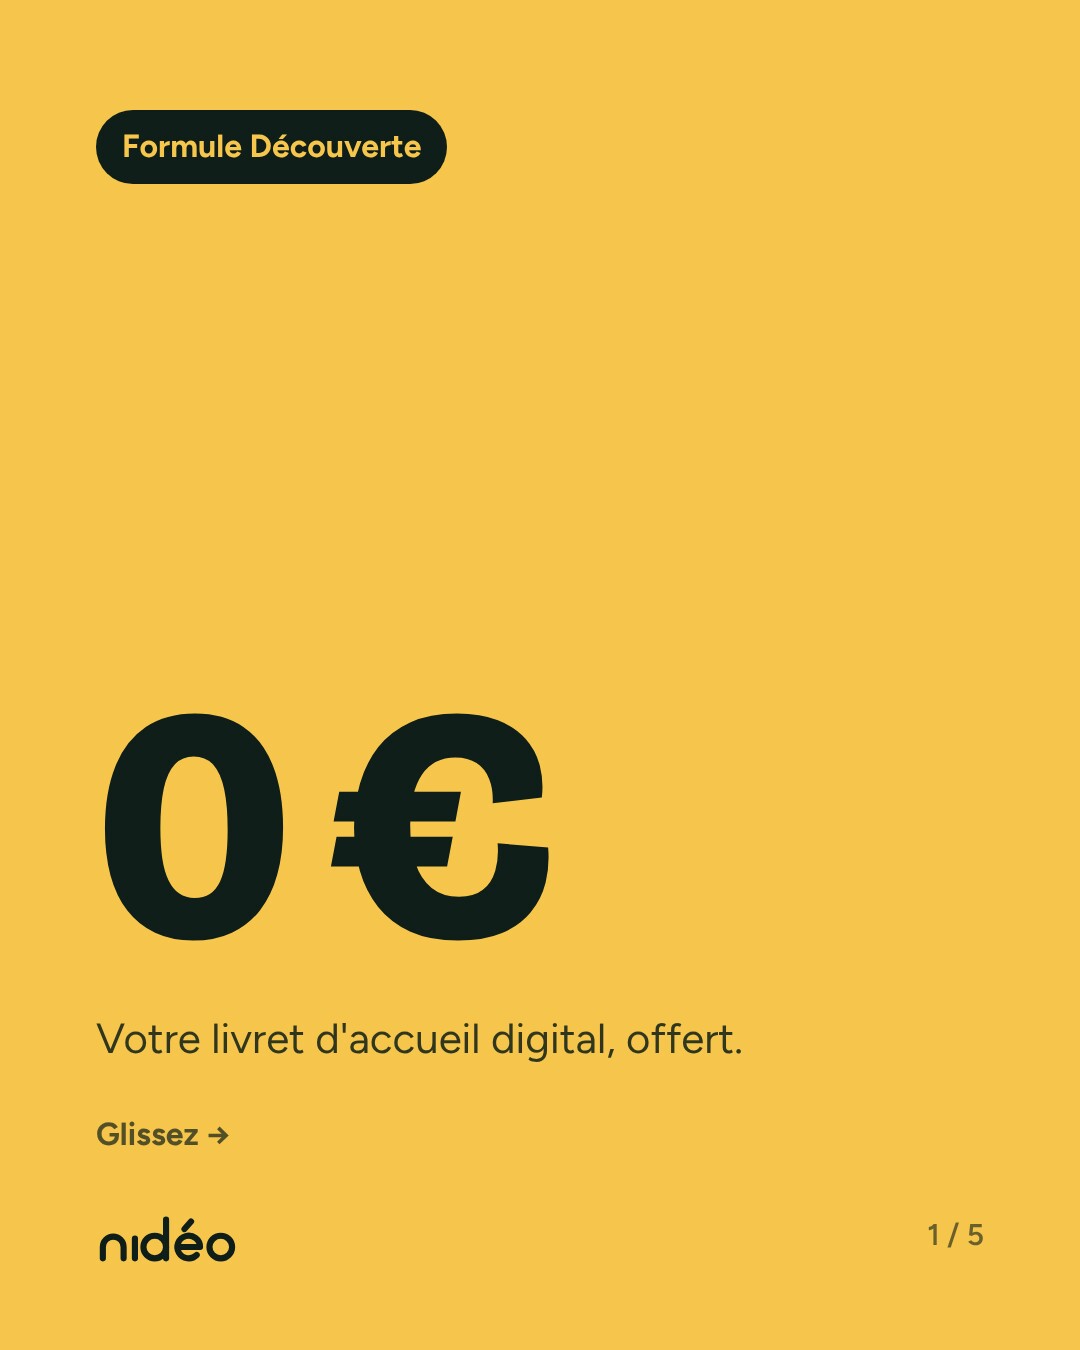 Formule Découverte
0 €
Votre livret d'accueil digital, offert.
Glissez →
nidéo
1 / 5